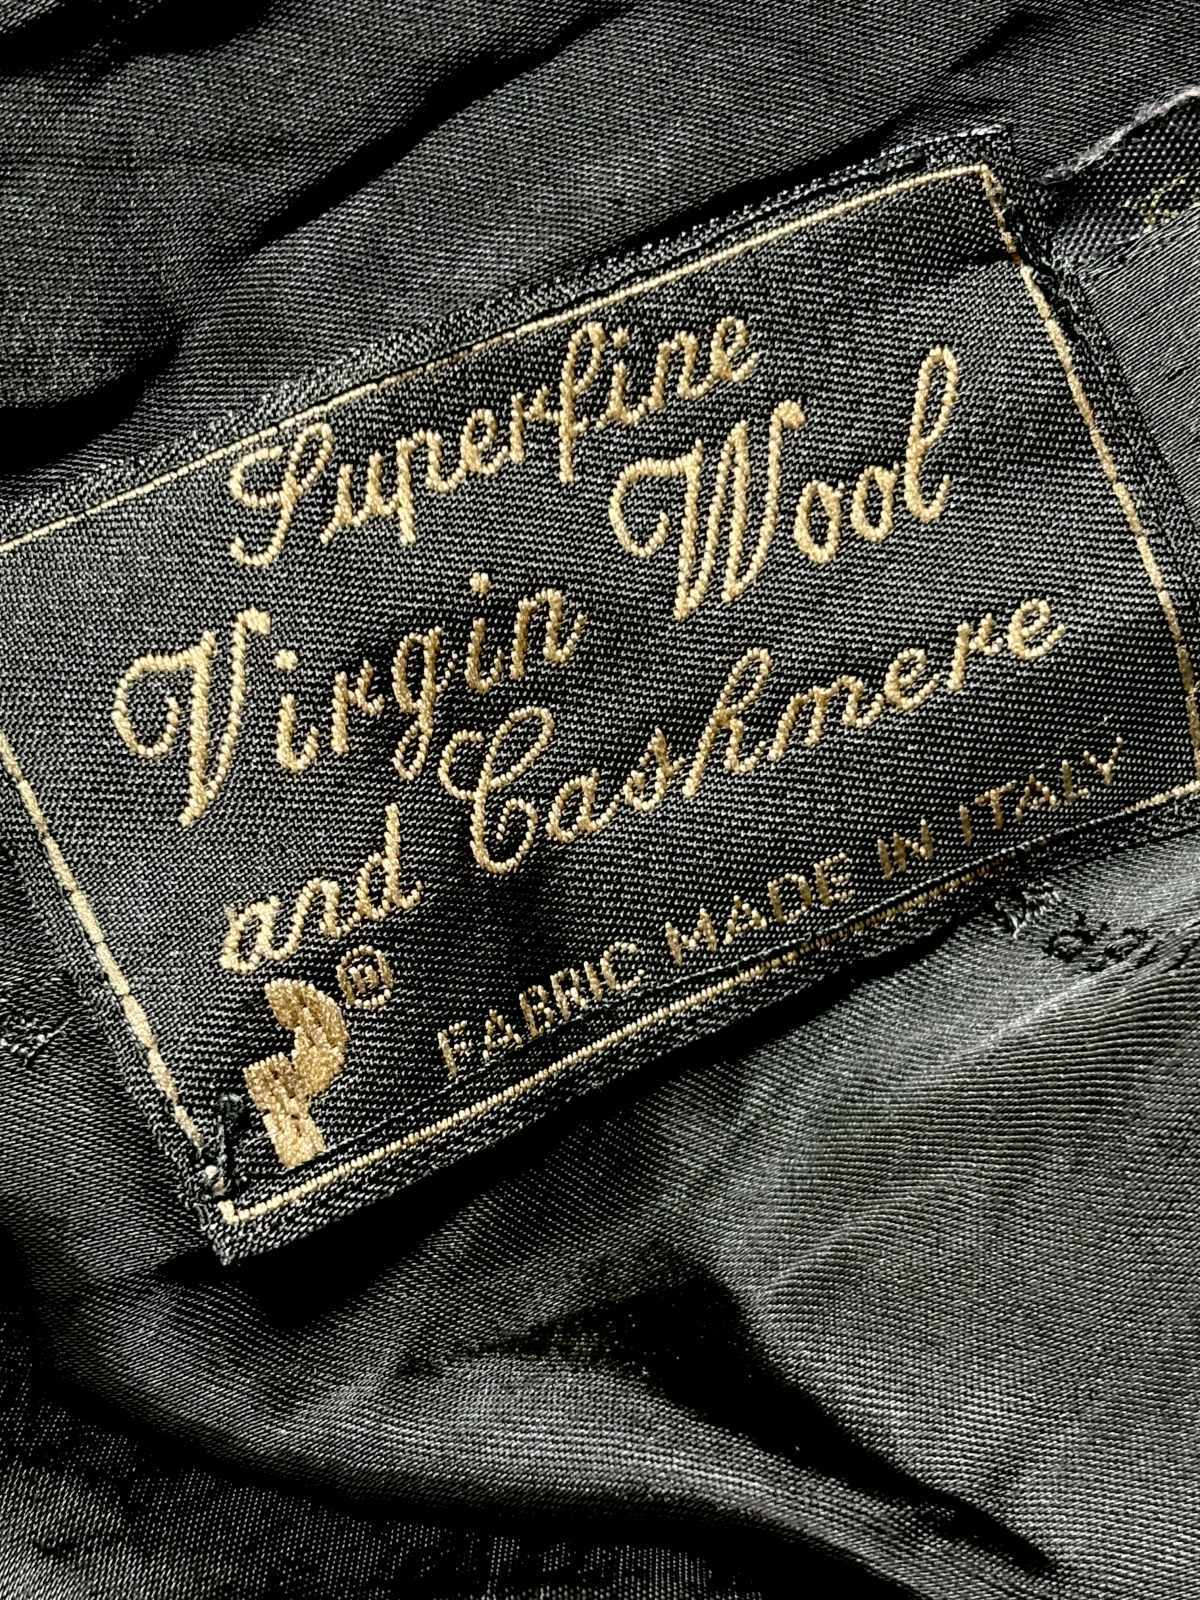 Superfine
Virgin Wool
and Cashmere
®
FABRIC MADE IN ITALY